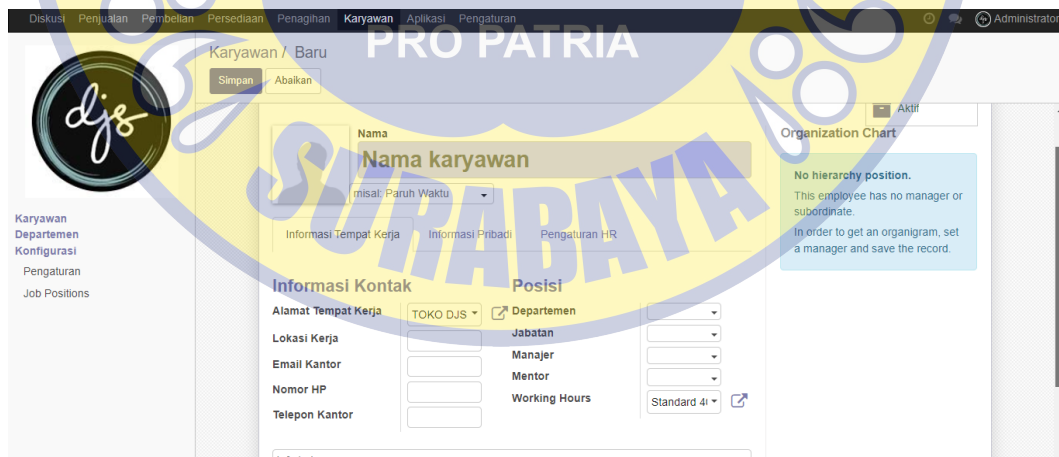 Diskusi Penjualan Pembelian Persediaan Penagihan Karyawan Aplikasi Pengaturan Administrator
PRO PATRIA
SURABAYA
djs
Karyawan / Baru
Simpan Abaikan
Aktif
Nama
Nama karyawan
misal: Paruh Waktu
Organization Chart
No hierarchy position.
This employee has no manager or
subordinate.
In order to get an organigram, set
a manager and save the record.
Karyawan
Departemen
Konfigurasi
Pengaturan
Job Positions
Informasi Tempat Kerja Informasi Pribadi Pengaturan HR
Informasi Kontak
Alamat Tempat Kerja TOKO DJS
Lokasi Kerja
Email Kantor
Nomor HP
Telepon Kantor
Posisi
Departemen
Jabatan
Manajer
Mentor
Working Hours Standard 4